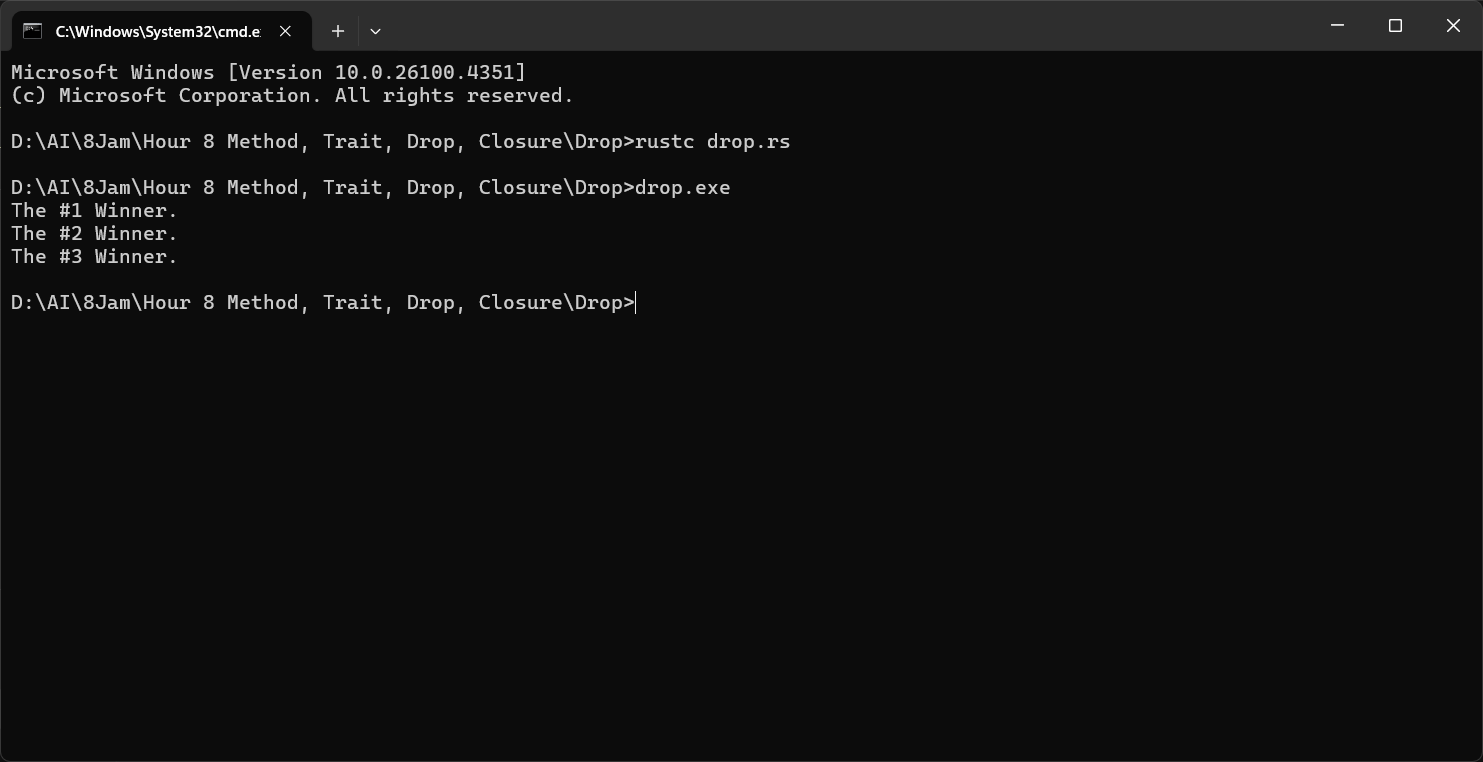 C:\Windows\System32\cmd.e
Microsoft Windows [Version 10.0.26100.4351]
(c) Microsoft Corporation. All rights reserved.
D:\AI\8Jam\Hour 8 Method, Trait, Drop, Closure\Drop>rustc drop.rs
D:\AI\8Jam\Hour 8 Method, Trait, Drop, Closure\Drop>drop.exe
The #1 Winner.
The #2 Winner.
The #3 Winner.
D:\AI\8Jam\Hour 8 Method, Trait, Drop, Closure\Drop>